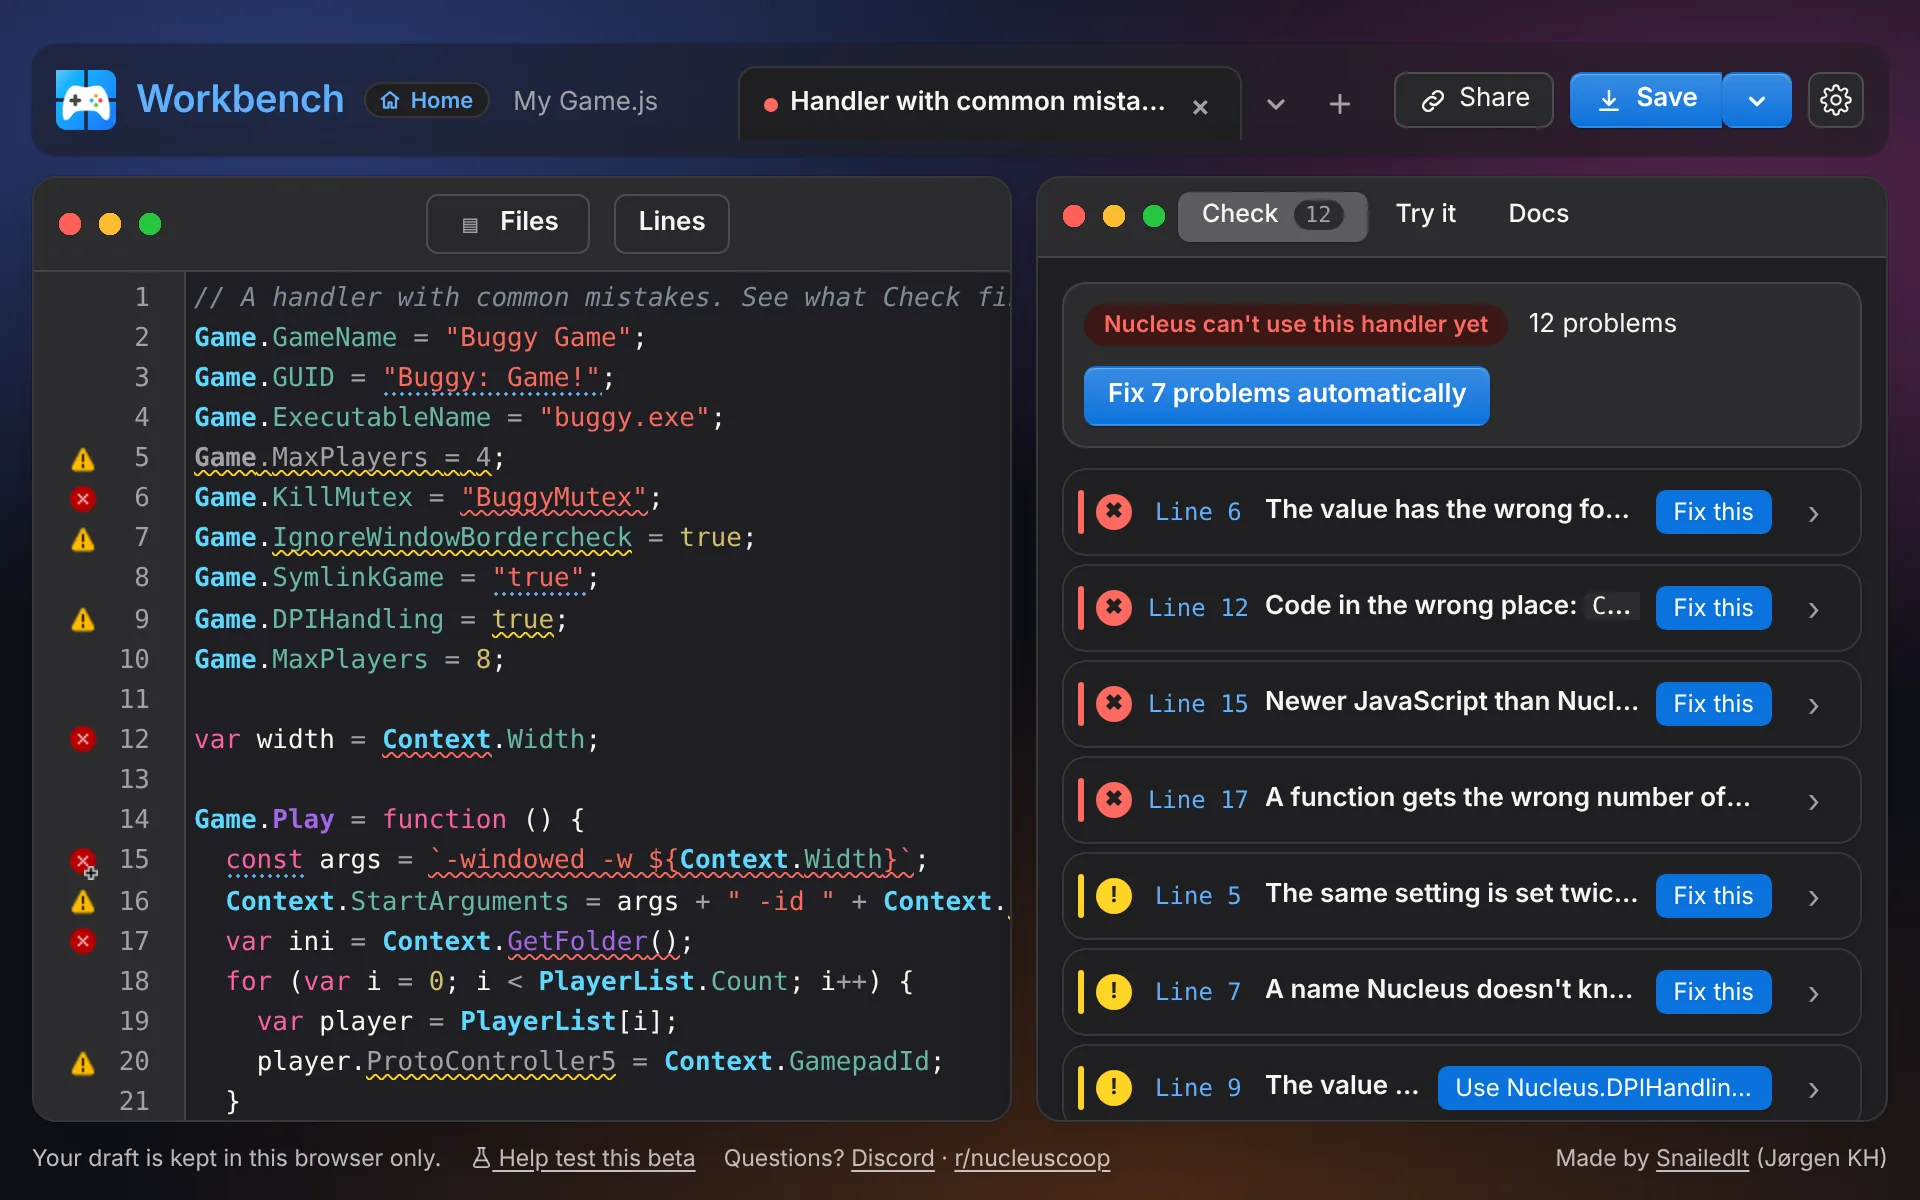 Workbench
Home
My Game.js
Handler with common mista...
Share
Save
Files
Lines
1 // A handler with common mistakes. See what Check fi
2 Game.GameName = "Buggy Game";
3 Game.GUID = "Buggy: Game!";
4 Game.ExecutableName = "buggy.exe";
5 Game.MaxPlayers = 4;
6 Game.KillMutex = "BuggyMutex";
7 Game.IgnoreWindowBordercheck = true;
8 Game.SymlinkGame = "true";
9 Game.DPIHandling = true;
10 Game.MaxPlayers = 8;
11
12 var width = Context.Width;
13
14 Game.Play = function () {
15 const args = `-windowed -w ${Context.Width}`;
16 Context.StartArguments = args + " -id " + Context.
17 var ini = Context.GetFolder();
18 for (var i = 0; i < PlayerList.Count; i++) {
19 var player = PlayerList[i];
20 player.ProtoController5 = Context.GamepadId;
21 }
Check 12
Try it
Docs
Nucleus can't use this handler yet 12 problems
Fix 7 problems automatically
Line 6 The value has the wrong fo... Fix this
Line 12 Code in the wrong place: C... Fix this
Line 15 Newer JavaScript than Nucl... Fix this
Line 17 A function gets the wrong number of...
Line 5 The same setting is set twic... Fix this
Line 7 A name Nucleus doesn't kn... Fix this
Line 9 The value ... Use Nucleus.DPIHandlin...
Your draft is kept in this browser only. Help test this beta Questions? Discord · r/nucleuscoop
Made by SnailedIt (Jørgen KH)